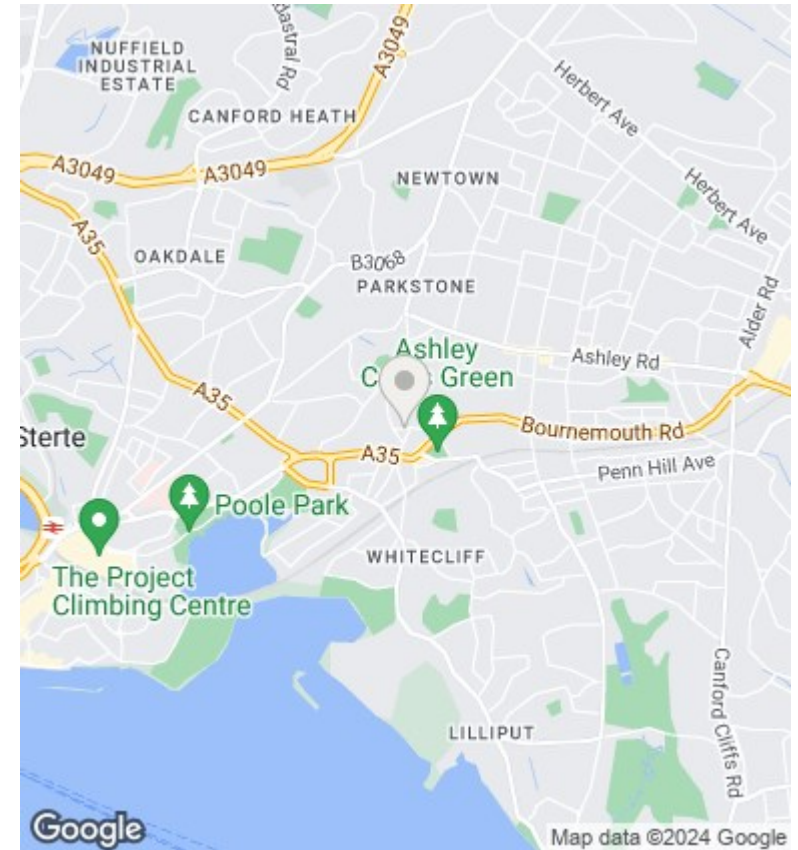 NUFFIELD
INDUSTRIAL
ESTATE
dastral Rd
A3049
Herbert Ave
CANFORD HEATH
A3049
A3049
NEWTOWN
Herbert Ave
A35
OAKDALE
B3068
PARKSTONE
Alder Rd
Ashley
C s Green
Ashley Rd
A35
Sterte
A35
Bournemouth Rd
Penn Hill Ave
Poole Park
WHITECLIFF
The Project
Climbing Centre
Canford Cliffs Rd
LILLIPUT
Google
Map data ©2024 Google